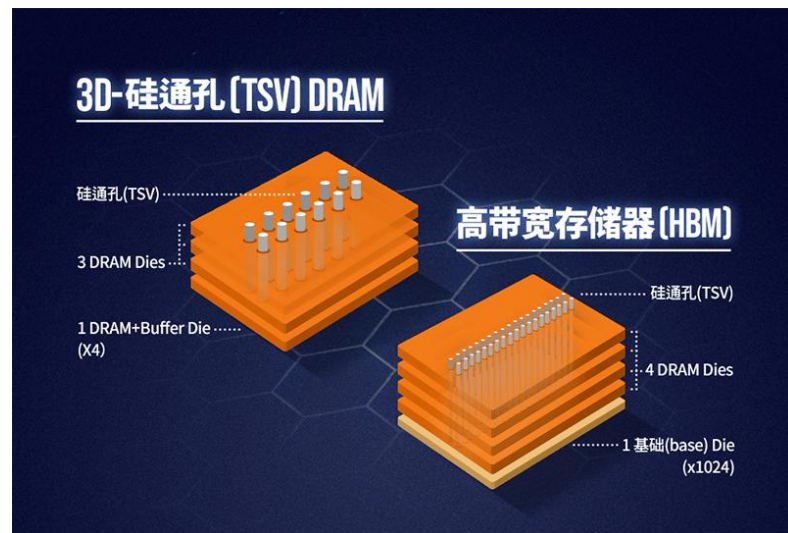 3D-硅通孔(TSV) DRAM
硅通孔(TSV)
3 DRAM Dies
1 DRAM+Buffer Die
(X4)
高带宽存储器(HBM)
硅通孔(TSV)
4 DRAM Dies
1 基础(base) Die
(x1024)